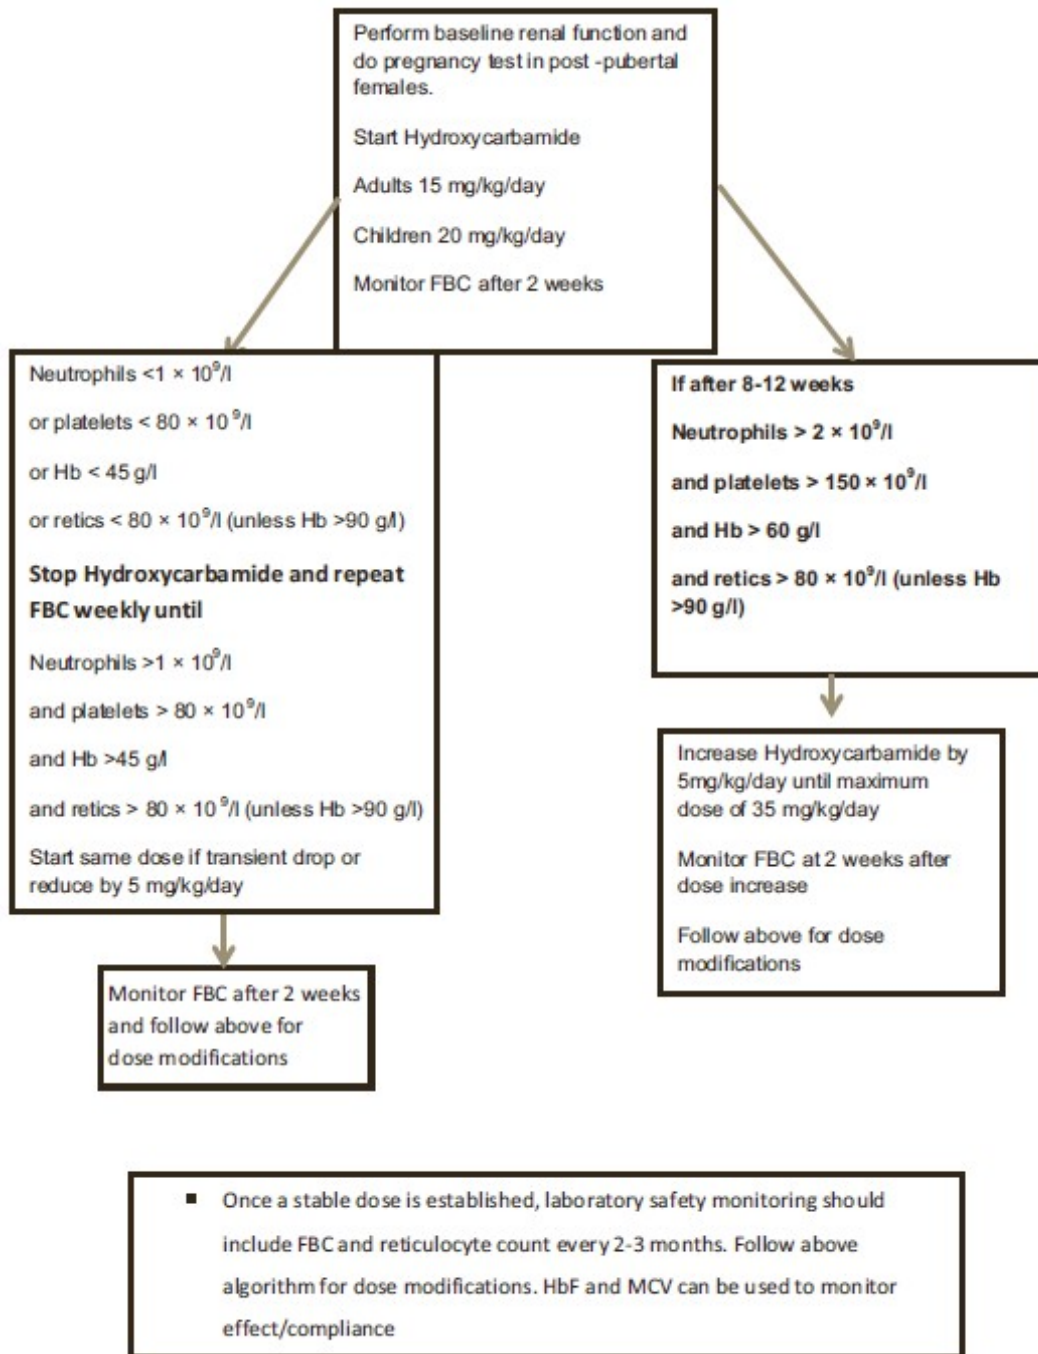 Perform baseline renal function and
do pregnancy test in post -pubertal
females.
Start Hydroxycarbamide
Adults 15 mg/kg/day
Children 20 mg/kg/day
Monitor FBC after 2 weeks
Neutrophils <1 × 10⁹/l
or platelets < 80 × 10⁹/l
or Hb < 45 g/l
or retics < 80 × 10⁹/l (unless Hb >90 g/l)
Stop Hydroxycarbamide and repeat
FBC weekly until
Neutrophils >1 × 10⁹/l
and platelets > 80 × 10⁹/l
and Hb >45 g/l
and retics > 80 × 10⁹/l (unless Hb >90 g/l)
Start same dose if transient drop or
reduce by 5 mg/kg/day
Monitor FBC after 2 weeks
and follow above for
dose modifications
If after 8-12 weeks
Neutrophils > 2 × 10⁹/l
and platelets > 150 × 10⁹/l
and Hb > 60 g/l
and retics > 80 × 10⁹/l (unless Hb
>90 g/l)
Increase Hydroxycarbamide by
5mg/kg/day until maximum
dose of 35 mg/kg/day
Monitor FBC at 2 weeks after
dose increase
Follow above for dose
modifications
▪ Once a stable dose is established, laboratory safety monitoring should
include FBC and reticulocyte count every 2-3 months. Follow above
algorithm for dose modifications. HbF and MCV can be used to monitor
effect/compliance